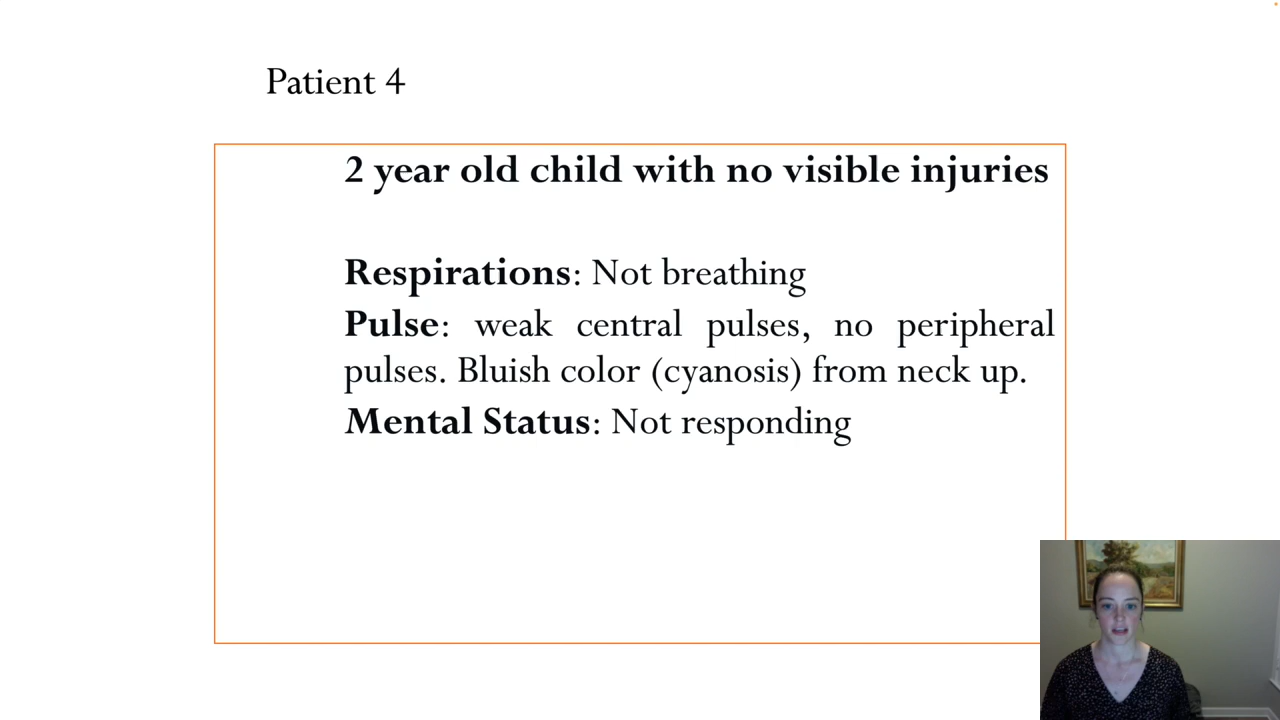 Patient 4
2 year old child with no visible injuries
Respirations: Not breathing
Pulse: weak central pulses, no peripheral
pulses. Bluish color (cyanosis) from neck up.
Mental Status: Not responding